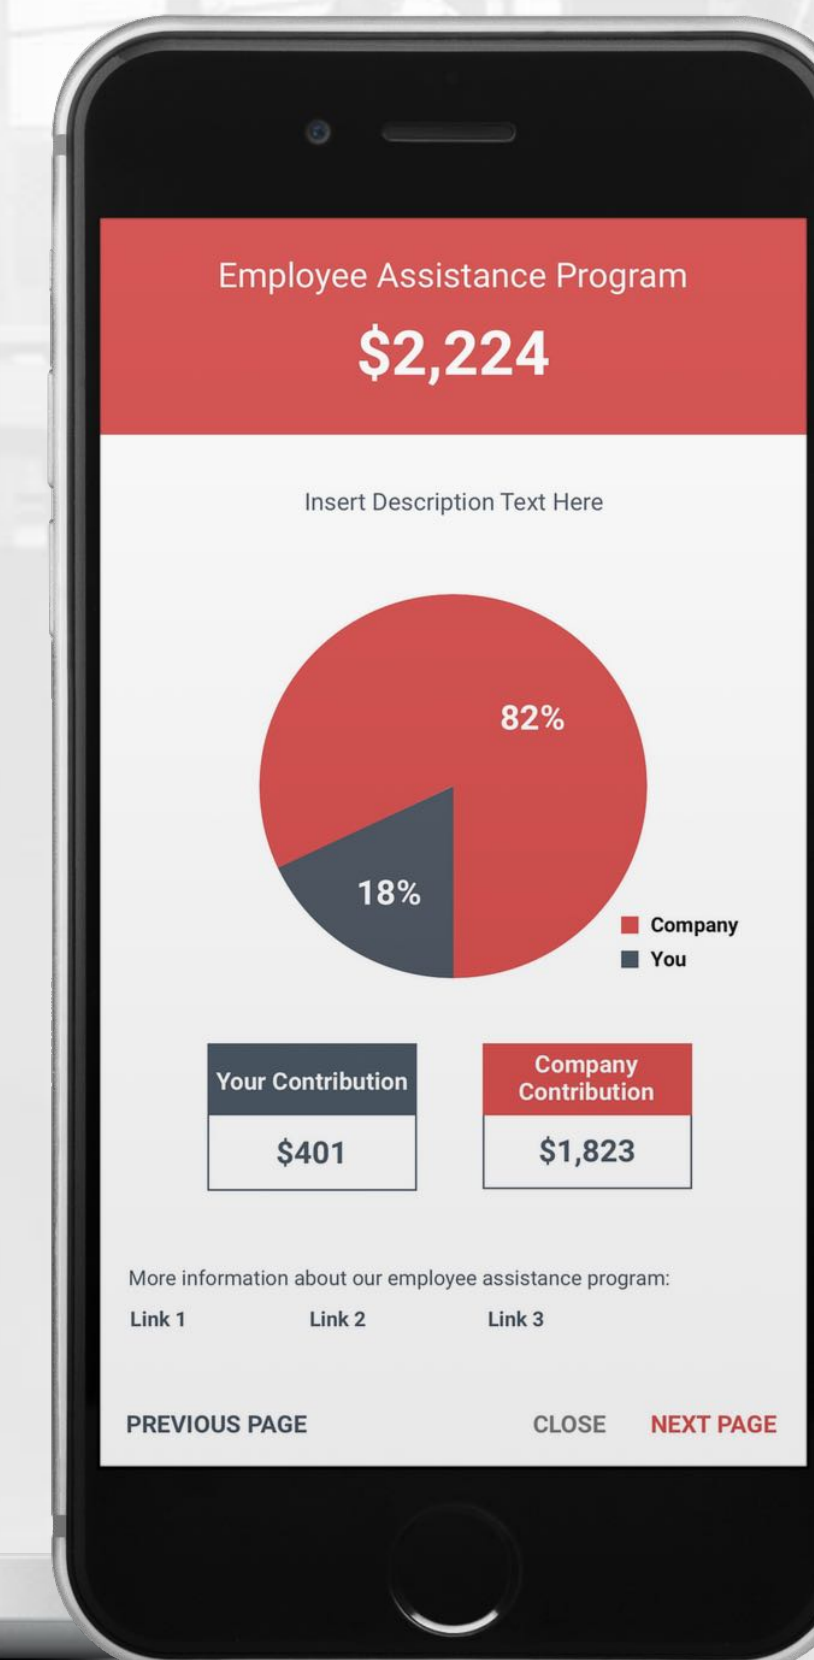 Employee Assistance Program
$2,224
Insert Description Text Here
82%
18%
Company
You
Your Contribution
$401
Company
Contribution
$1,823
More information about our employee assistance program:
Link 1 Link 2 Link 3
PREVIOUS PAGE CLOSE NEXT PAGE